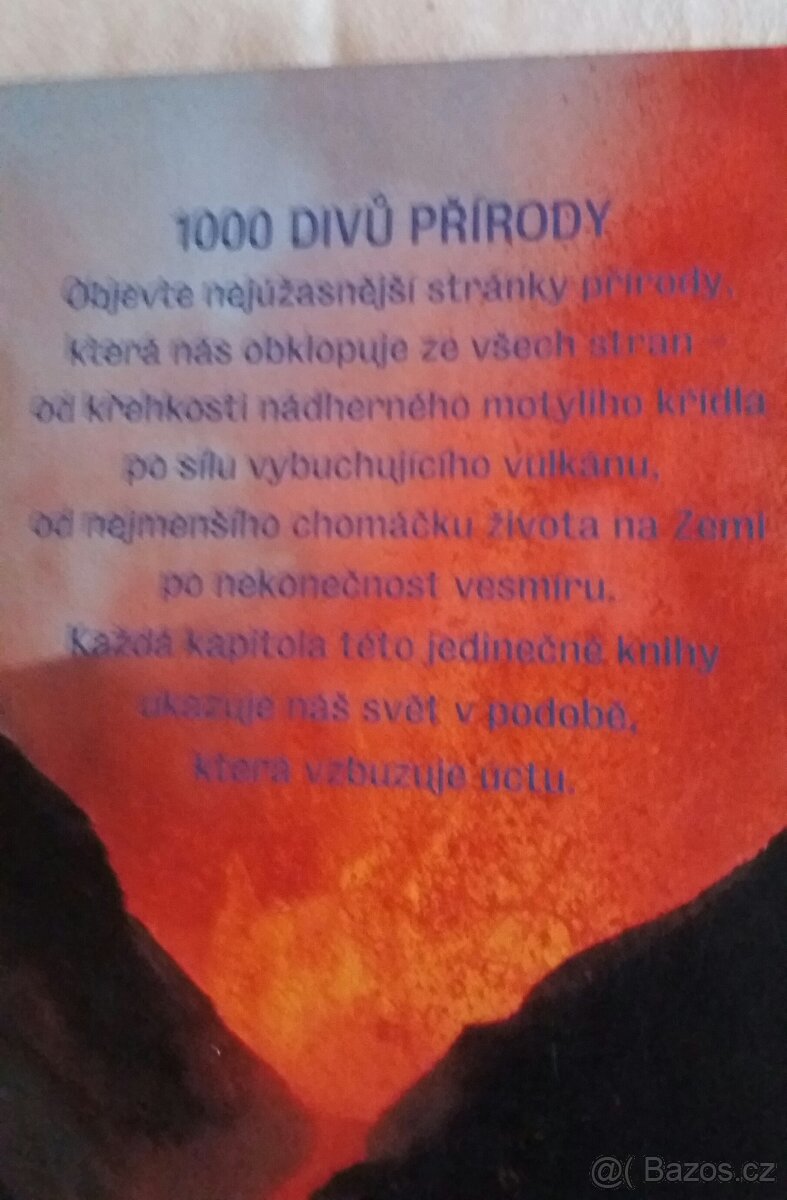 1000 DIVŮ PŘÍRODY
Objevte nejúžasnější stránky přírody,
která nás obklopuje ze všech stran –
od křehkosti nádherného motýlího křídla
po sílu vybuchujícího vulkánu,
od nejmenšího chomáčku života na Zemi
po nekonečnost vesmíru.
Každá kapitola této jedinečné knihy
ukazuje náš svět v podobě,
která vzbuzuje úctu.
@( Bazos.cz